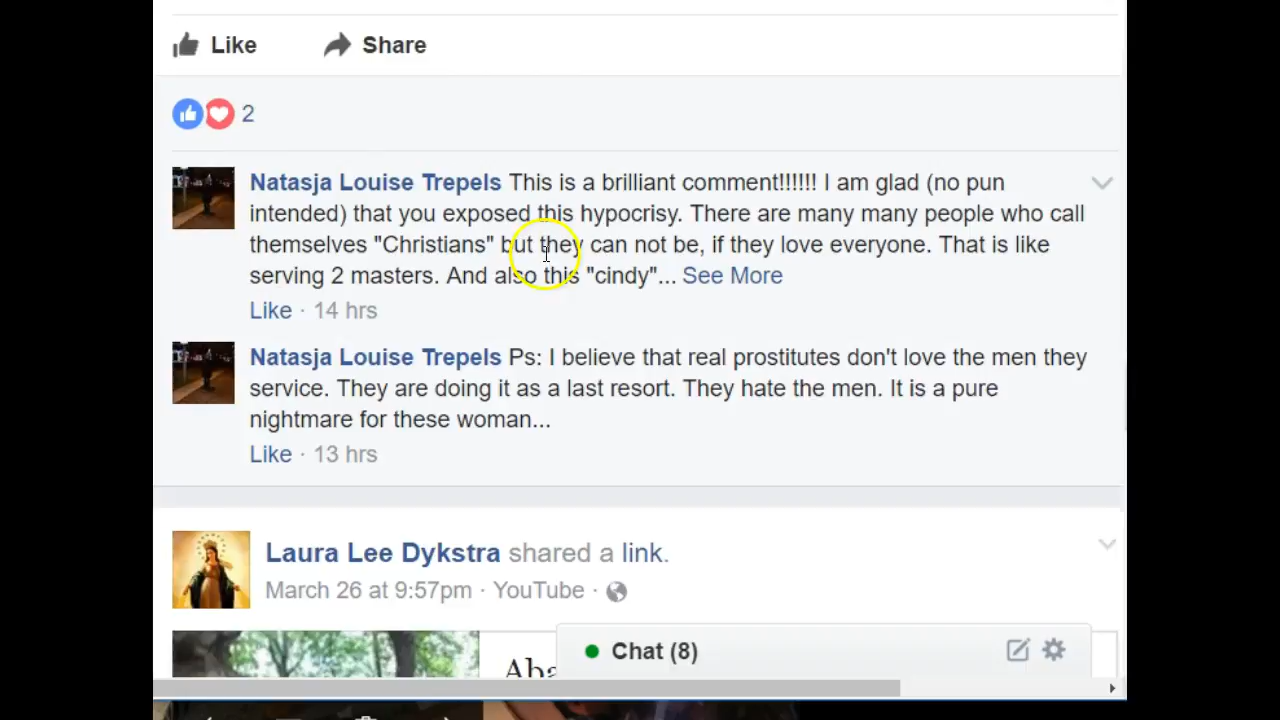 Like Share
2
Natasja Louise Trepels This is a brilliant comment!!!!!! I am glad (no pun
intended) that you exposed this hypocrisy. There are many many people who call
themselves "Christians" but they can not be, if they love everyone. That is like
serving 2 masters. And also this "cindy"... See More
Like · 14 hrs
Natasja Louise Trepels Ps: I believe that real prostitutes don't love the men they
service. They are doing it as a last resort. They hate the men. It is a pure
nightmare for these woman...
Like · 13 hrs
Laura Lee Dykstra shared a link.
March 26 at 9:57pm · YouTube ·
Chat (8)